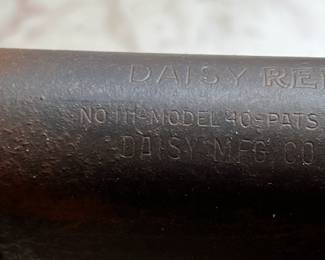 DAISY RE
NO 111-MODEL 40-PATS
DAISY MFG CO